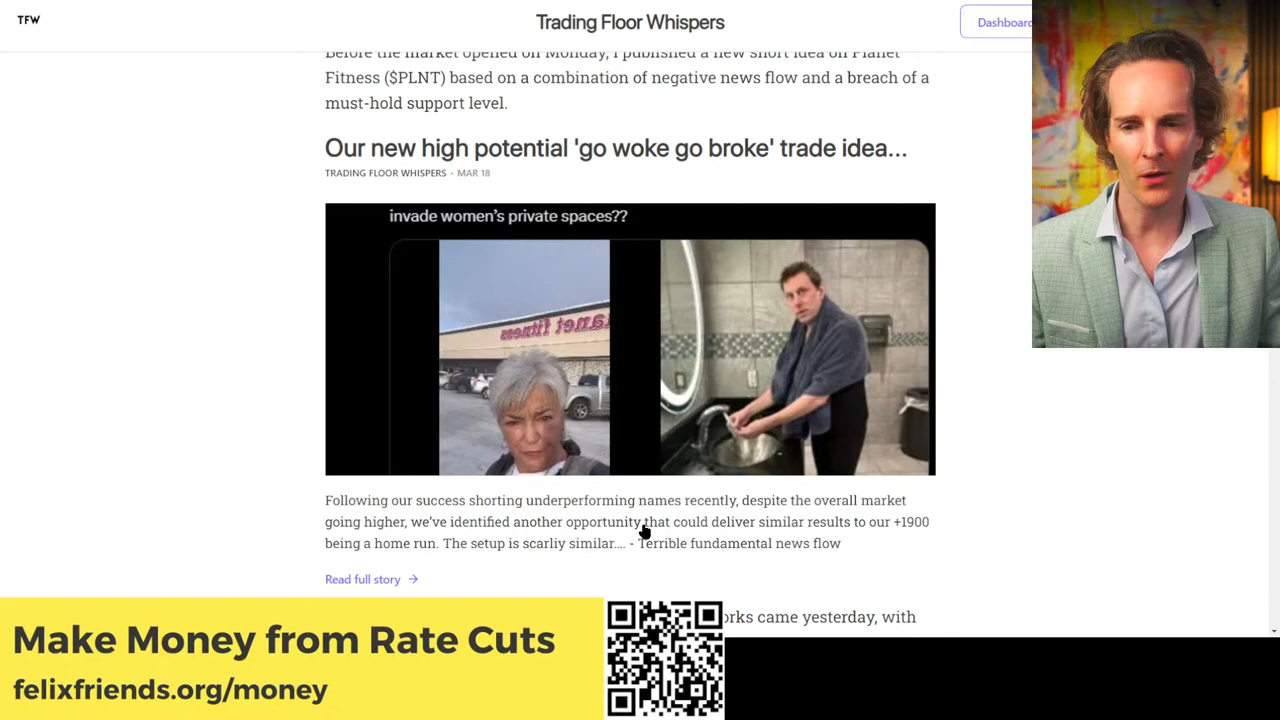 TFW
Trading Floor Whispers
Dashboard
Before the market opened on Monday, I published a new short idea on Planet
Fitness ($PLNT) based on a combination of negative news flow and a breach of a
must-hold support level.
Our new high potential 'go woke go broke' trade idea...
TRADING FLOOR WHISPERS · MAR 18
invade women's private spaces??
planet fitness
Following our success shorting underperforming names recently, despite the overall market
going higher, we've identified another opportunity that could deliver similar results to our +1900
being a home run. The setup is scarliy similar.... - Terrible fundamental news flow
Read full story →
orks came yesterday, with
Make Money from Rate Cuts
felixfriends.org/money